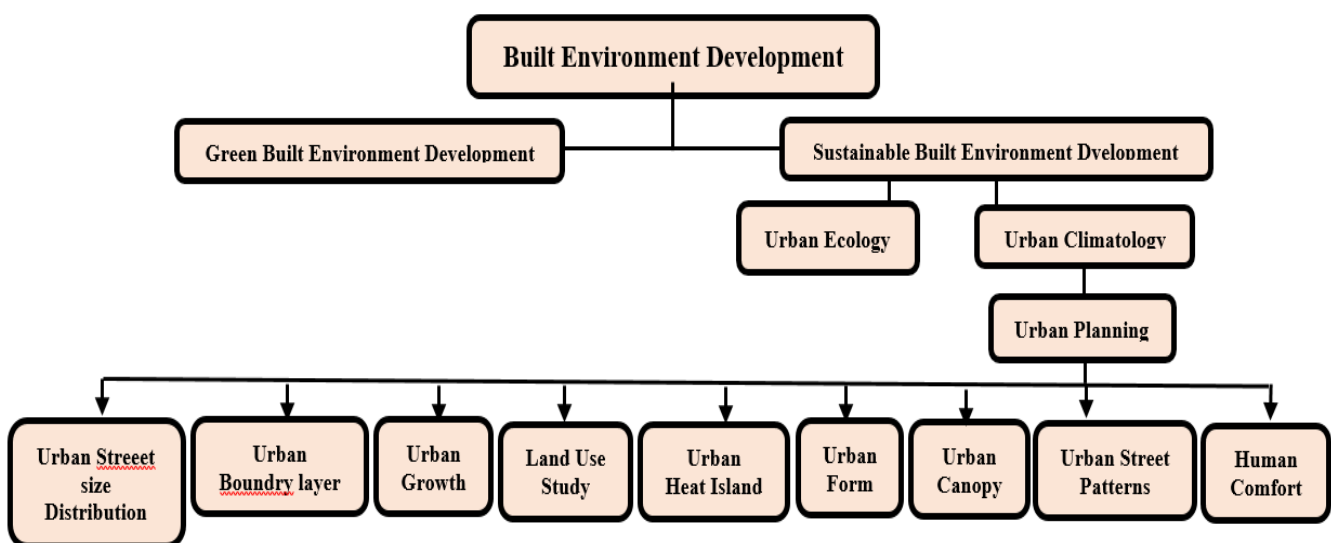 Built Environment Development
Green Built Environment Development
Sustainable Built Environment Dvelopment
Urban Ecology
Urban Climatology
Urban Planning
Urban Streeet
size
Distribution
Urban
Boundry layer
Urban
Growth
Land Use
Study
Urban
Heat Island
Urban
Form
Urban
Canopy
Urban Street
Patterns
Human
Comfort